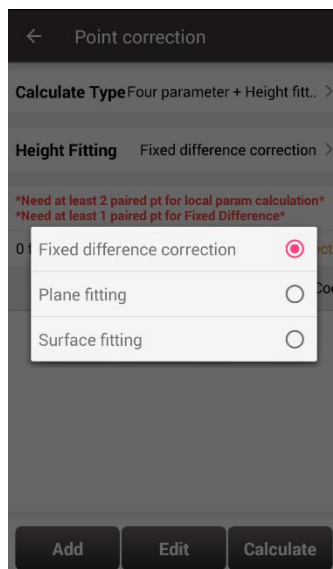 Point correction
Calculate Type Four parameter + Height fitt.. >
Height Fitting Fixed difference correction >
*Need at least 2 paired pt for local param calculation*
*Need at least 1 paired pt for Fixed Difference*
Fixed difference correction
Plane fitting
Surface fitting
Add Edit Calculate